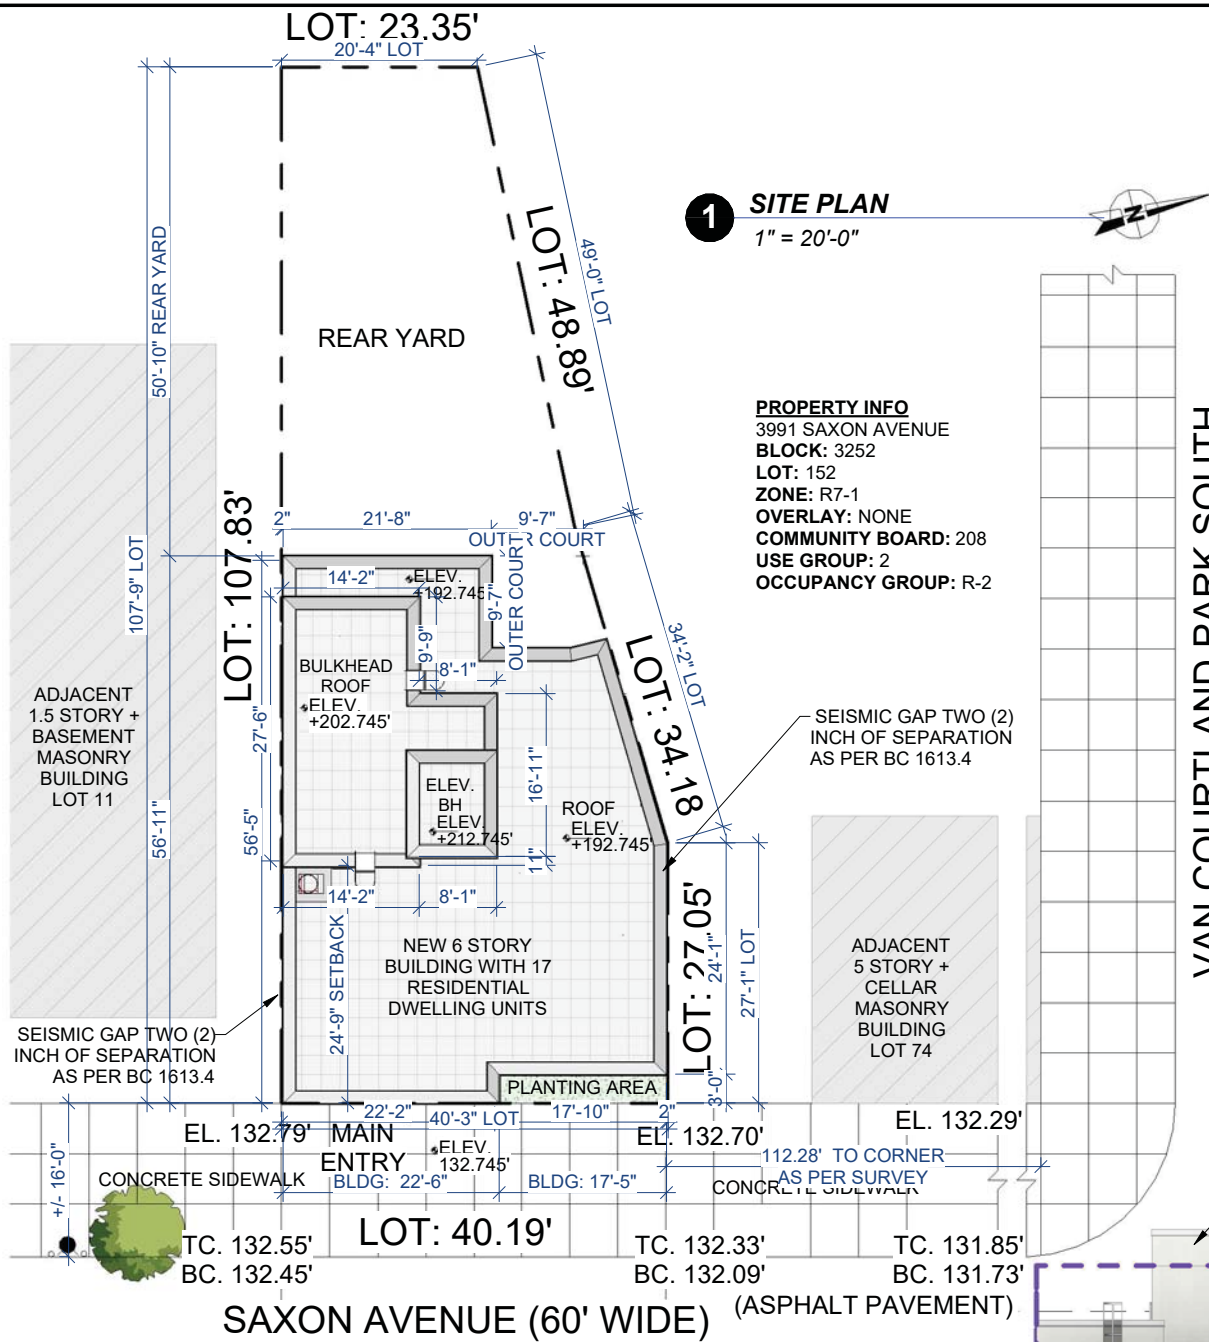 LOT: 23.35'
20'-4" LOT
50'-10" REAR YARD
107'-9" LOT
LOT: 107.83'
REAR YARD
LOT: 48.89'
49'-0" LOT
1 SITE PLAN
1" = 20'-0"
N
PROPERTY INFO
3991 SAXON AVENUE
BLOCK: 3252
LOT: 152
ZONE: R7-1
OVERLAY: NONE
COMMUNITY BOARD: 208
USE GROUP: 2
OCCUPANCY GROUP: R-2
VAN COURTLAND PARK SOUTH
2" 21'-8" 9'-7"
OUTER COURT
9'-7"
OUTER COURT
14'-2"
ELEV.
+192.745'
9'-9"
8'-1"
34'-2" LOT
LOT: 34.18
BULKHEAD
ROOF
ELEV.
+202.745'
27'-6"
56'-5"
56'-11"
ADJACENT
1.5 STORY +
BASEMENT
MASONRY
BUILDING
LOT 11
ELEV.
BH
ELEV.
+212.745'
16'-11"
11"
ROOF
ELEV.
+192.745'
SEISMIC GAP TWO (2)
INCH OF SEPARATION
AS PER BC 1613.4
14'-2" 8'-1"
24'-9" SETBACK
NEW 6 STORY
BUILDING WITH 17
RESIDENTIAL
DWELLING UNITS
LOT: 27.05'
24'-1"
27'-1" LOT
3'-0"
ADJACENT
5 STORY +
CELLAR
MASONRY
BUILDING
LOT 74
SEISMIC GAP TWO (2)
INCH OF SEPARATION
AS PER BC 1613.4
PLANTING AREA
22'-2" 17'-10" 2"
40'-3" LOT
EL. 132.79'
MAIN
ENTRY
ELEV.
132.745'
EL. 132.70'
EL. 132.29'
112.28' TO CORNER
AS PER SURVEY
+/- 16'-0"
CONCRETE SIDEWALK
BLDG: 22'-6"
BLDG: 17'-5"
CONCRETE SIDEWALK
LOT: 40.19'
TC. 132.55'
BC. 132.45'
TC. 132.33'
BC. 132.09'
TC. 131.85'
BC. 131.73'
SAXON AVENUE (60' WIDE)
(ASPHALT PAVEMENT)